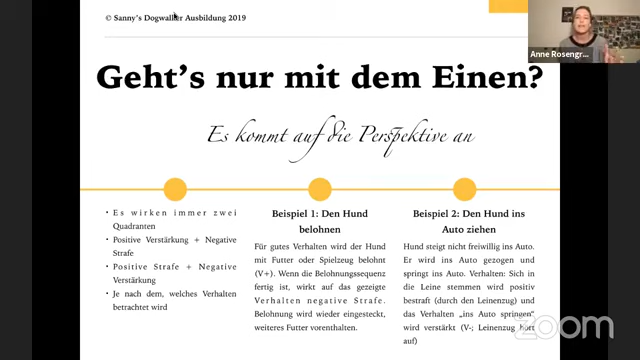 © Sanny's Dogwalker Ausbildung 2019
Anne Rosengr...
Geht's nur mit dem Einen?
Es kommt auf die Perspektive an
• Es wirken immer zwei
Quadranten
• Positive Verstärkung + Negative
Strafe
• Positive Strafe + Negative
Verstärkung
• Je nach dem, welches Verhalten
betrachtet wird
Beispiel 1: Den Hund
belohnen
Für gutes Verhalten wird der Hund
mit Futter oder Spielzeug belohnt
(V+). Wenn die Belohnungssequenz
fertig ist, wirkt auf das gezeigte
Verhalten negative Strafe.
Belohnung wird wieder eingesteckt,
weiteres Futter vorenthalten.
Beispiel 2: Den Hund ins
Auto ziehen
Hund steigt nicht freiwillig ins Auto.
Er wird ins Auto gezogen und
springt ins Auto. Verhalten: Sich in
die Leine stemmen wird positiv
bestraft (durch den Leinenzug) und
das Verhalten „ins Auto springen"
wird verstärkt (V-; Leinenzug hört
auf)
zoom